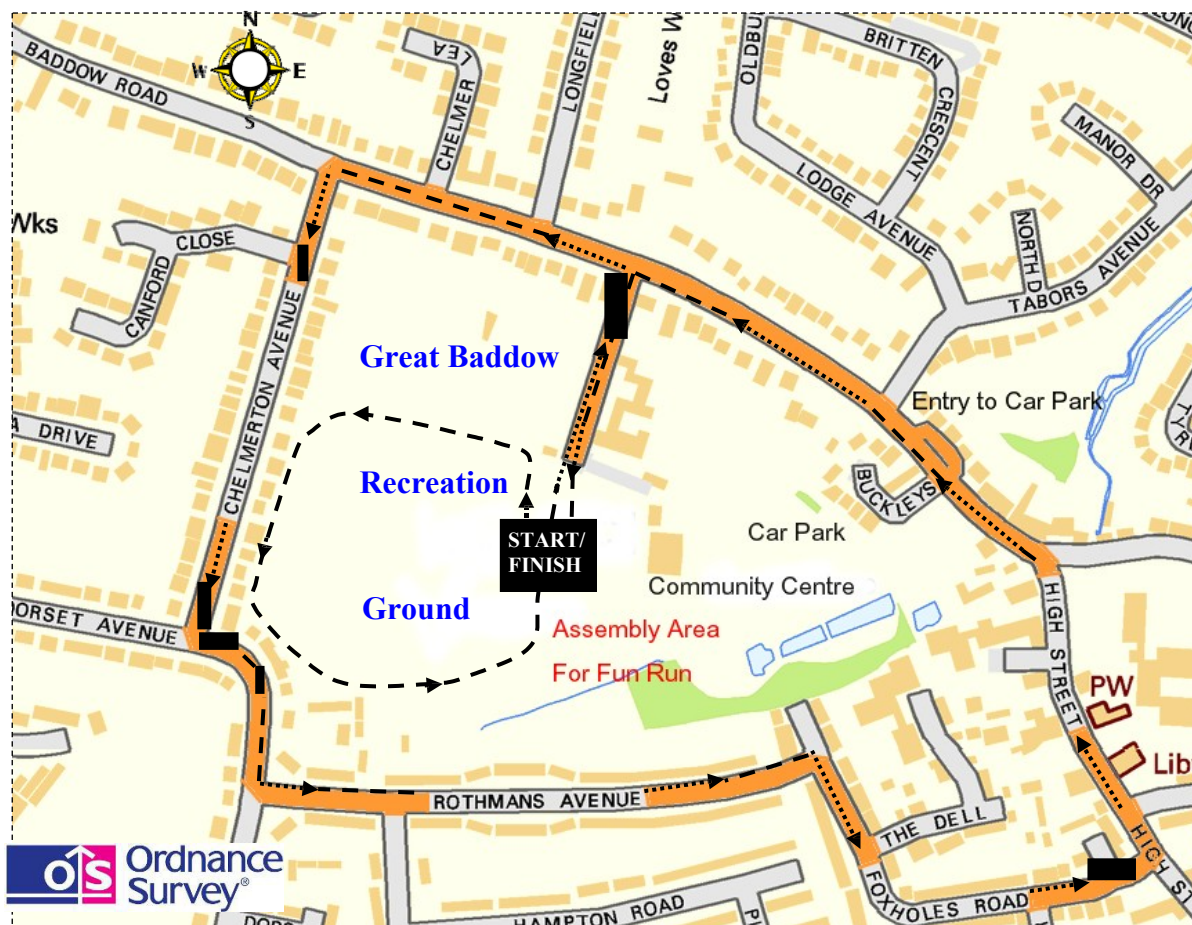 N
W
E
S
BADDOW ROAD
CHELMER
LEA
LONGFIEL
Loves W
OLDBU
BRITTEN
CRESCENT
LODGE AVENUE
MANOR DR
NORTH D
TABORS AVENUE
Wks
CANFORD
CLOSE
CHELMERTON AVENUE
A DRIVE
Great Baddow
Recreation
Ground
START/
FINISH
Entry to Car Park
BUCKLEYS
Car Park
Community Centre
Assembly Area
For Fun Run
HIGH STREET
PW
Lib
HIGH ST
DORSET AVENUE
ROTHMANS AVENUE
THE DELL
FOXHOLES ROAD
HAMPTON ROAD
OS Ordnance
Survey®